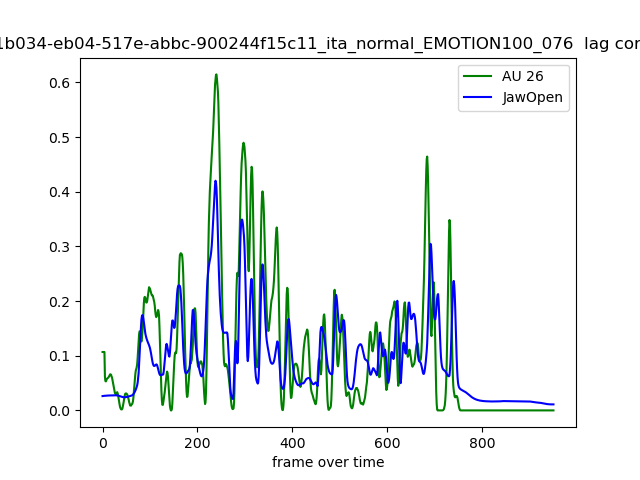 1b034-eb04-517e-abbc-900244f15c11_ita_normal_EMOTION100_076 lag
AU 26
JawOpen
0.6
0.5
0.4
0.3
0.2
0.1
0.0
0 200 400 600 800
frame over time